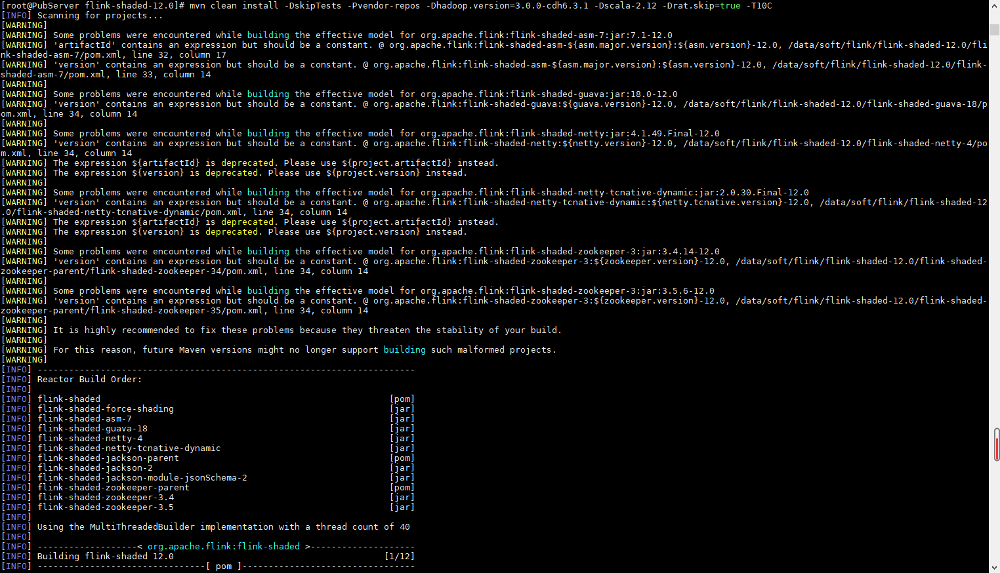 [root@PubServer flink-shaded-12.0]# mvn clean install -DskipTests -Pvendor-repos -Dhadoop.version=3.0.0-cdh6.3.1 -Dscala-2.12 -Drat.skip=true -T10C
[INFO] Scanning for projects...
[WARNING]
[WARNING] Some problems were encountered while building the effective model for org.apache.flink:flink-shaded-asm-7:jar:7.1-12.0
[WARNING] 'artifactId' contains an expression but should be a constant. @ org.apache.flink:flink-shaded-asm-${asm.major.version}:${asm.version}-12.0, /data/soft/flink/flink-shaded-12.0/fli
nk-shaded-asm-7/pom.xml, line 32, column 17
[WARNING] 'version' contains an expression but should be a constant. @ org.apache.flink:flink-shaded-asm-${asm.major.version}:${asm.version}-12.0, /data/soft/flink/flink-shaded-12.0/flink-
shaded-asm-7/pom.xml, line 33, column 14
[WARNING]
[WARNING] Some problems were encountered while building the effective model for org.apache.flink:flink-shaded-guava:jar:18.0-12.0
[WARNING] 'version' contains an expression but should be a constant. @ org.apache.flink:flink-shaded-guava:${guava.version}-12.0, /data/soft/flink/flink-shaded-12.0/flink-shaded-guava-18/p
om.xml, line 34, column 14
[WARNING]
[WARNING] Some problems were encountered while building the effective model for org.apache.flink:flink-shaded-netty:jar:4.1.49.Final-12.0
[WARNING] 'version' contains an expression but should be a constant. @ org.apache.flink:flink-shaded-netty:${netty.version}-12.0, /data/soft/flink/flink-shaded-12.0/flink-shaded-netty-4/po
m.xml, line 34, column 14
[WARNING] The expression ${artifactId} is deprecated. Please use ${project.artifactId} instead.
[WARNING] The expression ${version} is deprecated. Please use ${project.version} instead.
[WARNING]
[WARNING] Some problems were encountered while building the effective model for org.apache.flink:flink-shaded-netty-tcnative-dynamic:jar:2.0.30.Final-12.0
[WARNING] 'version' contains an expression but should be a constant. @ org.apache.flink:flink-shaded-netty-tcnative-dynamic:${netty.tcnative.version}-12.0, /data/soft/flink/flink-shaded-12
.0/flink-shaded-netty-tcnative-dynamic/pom.xml, line 34, column 14
[WARNING] The expression ${artifactId} is deprecated. Please use ${project.artifactId} instead.
[WARNING] The expression ${version} is deprecated. Please use ${project.version} instead.
[WARNING]
[WARNING] Some problems were encountered while building the effective model for org.apache.flink:flink-shaded-zookeeper-3:jar:3.4.14-12.0
[WARNING] 'version' contains an expression but should be a constant. @ org.apache.flink:flink-shaded-zookeeper-3:${zookeeper.version}-12.0, /data/soft/flink/flink-shaded-12.0/flink-shaded-
zookeeper-parent/flink-shaded-zookeeper-34/pom.xml, line 34, column 14
[WARNING]
[WARNING] Some problems were encountered while building the effective model for org.apache.flink:flink-shaded-zookeeper-3:jar:3.5.6-12.0
[WARNING] 'version' contains an expression but should be a constant. @ org.apache.flink:flink-shaded-zookeeper-3:${zookeeper.version}-12.0, /data/soft/flink/flink-shaded-12.0/flink-shaded-
zookeeper-parent/flink-shaded-zookeeper-35/pom.xml, line 34, column 14
[WARNING]
[WARNING] It is highly recommended to fix these problems because they threaten the stability of your build.
[WARNING]
[WARNING] For this reason, future Maven versions might no longer support building such malformed projects.
[WARNING]
[INFO] ------------------------------------------------------------------------
[INFO] Reactor Build Order:
[INFO]
[INFO] flink-shaded                                                       [pom]
[INFO] flink-shaded-force-shading                                         [jar]
[INFO] flink-shaded-asm-7                                                 [jar]
[INFO] flink-shaded-guava-18                                              [jar]
[INFO] flink-shaded-netty-4                                               [jar]
[INFO] flink-shaded-netty-tcnative-dynamic                                [jar]
[INFO] flink-shaded-jackson-parent                                        [pom]
[INFO] flink-shaded-jackson-2                                             [jar]
[INFO] flink-shaded-jackson-module-jsonSchema-2                           [jar]
[INFO] flink-shaded-zookeeper-parent                                      [pom]
[INFO] flink-shaded-zookeeper-3.4                                         [jar]
[INFO] flink-shaded-zookeeper-3.5                                         [jar]
[INFO]
[INFO] Using the MultiThreadedBuilder implementation with a thread count of 40
[INFO]
[INFO] -------------------< org.apache.flink:flink-shaded >--------------------
[INFO] Building flink-shaded 12.0                                        [1/12]
[INFO] --------------------------------[ pom ]---------------------------------